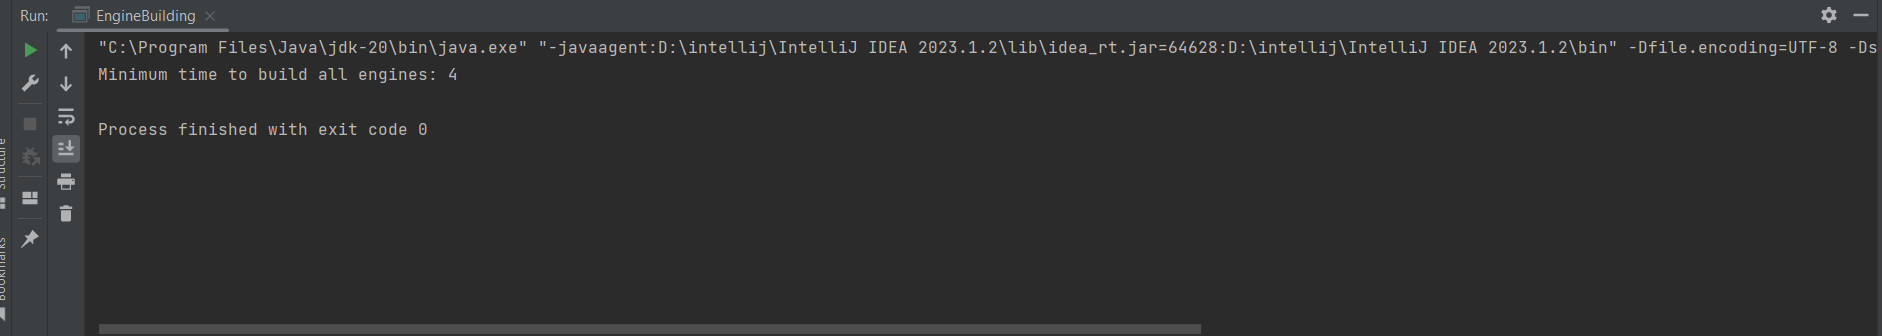 Run: EngineBuilding
"C:\Program Files\Java\jdk-20\bin\java.exe" "-javaagent:D:\intellij\IntelliJ IDEA 2023.1.2\lib\idea_rt.jar=64628:D:\intellij\IntelliJ IDEA 2023.1.2\bin" -Dfile.encoding=UTF-8 -Ds
Minimum time to build all engines: 4
Process finished with exit code 0
Structure
Bookmarks